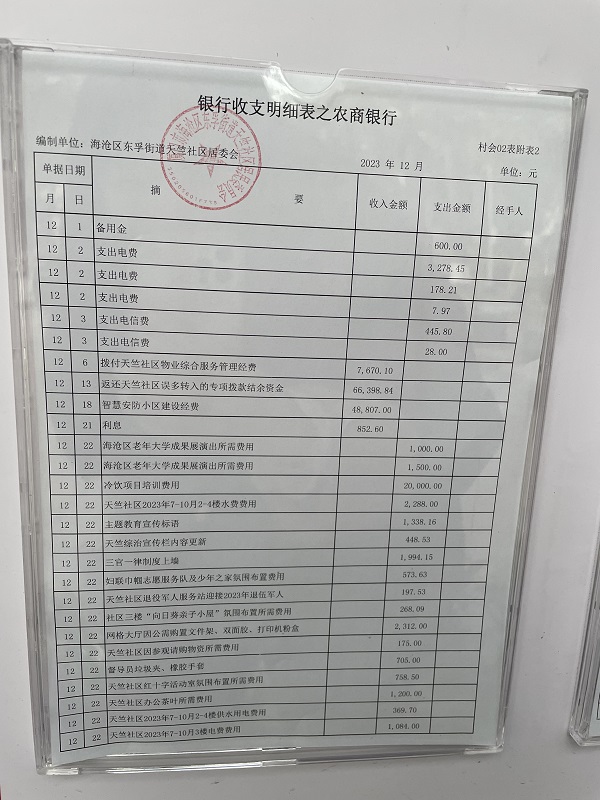 银行收支明细表之农商银行
村会02表附表2
编制单位：海沧区东孚街道天竺社区居委会 2023 年 12 月 单位：元
单据日期 摘 要 收入金额 支出金额 经手人
月 日
12 1 备用金 600.00
12 2 支出电费 3,278.45
12 2 支出电费 178.21
12 2 支出电费 7.97
12 3 支出电信费 445.80
12 3 支出电信费 28.00
12 6 拨付天竺社区物业综合服务管理经费 7,670.10
12 13 返还天竺社区误多转入的专项拨款结余资金 66,398.84
12 18 智慧安防小区建设经费 48,807.00
12 21 利息 852.60
12 22 海沧区老年大学成果展演出所需费用 1,000.00
12 22 海沧区老年大学成果展演出所需费用 1,500.00
12 22 冷饮项目培训费用 20,000.00
12 22 天竺社区2023年7-10月2-4楼水费费用 2,288.00
12 22 主题教育宣传标语 1,338.16
12 22 天竺综治宣传栏内容更新 448.53
12 22 三官一律制度上墙 1,994.15
12 22 妇联巾帼志愿服务队及少年之家氛围布置费用 573.63
12 22 天竺社区退役军人服务站迎接2023年退伍军人 197.53
12 22 社区三楼“向日葵亲子小屋”氛围布置所需费用 268.09
12 22 网格大厅因公需购置文件架、双面胶、打印机粉盒 2,312.00
12 22 天竺社区因参观请购物资所需费用 175.00
12 22 督导员垃圾夹、橡胶手套 705.00
12 22 天竺社区红十字活动室氛围布置所需费用 758.50
12 22 天竺社区办公茶叶所需费用 1,200.00
12 22 天竺社区2023年7-10月2-4楼供水用电费用 369.70
12 22 天竺社区2023年7-10月3楼电费费用 1,084.00